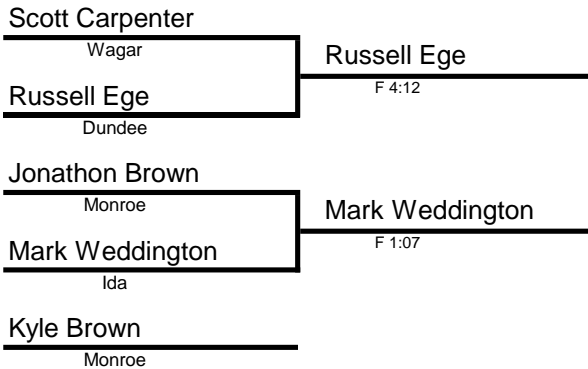 Scott Carpenter
Wagar
Russell Ege
F 4:12
Russell Ege
Dundee
Jonathon Brown
Monroe
Mark Weddington
F 1:07
Mark Weddington
Ida
Kyle Brown
Monroe